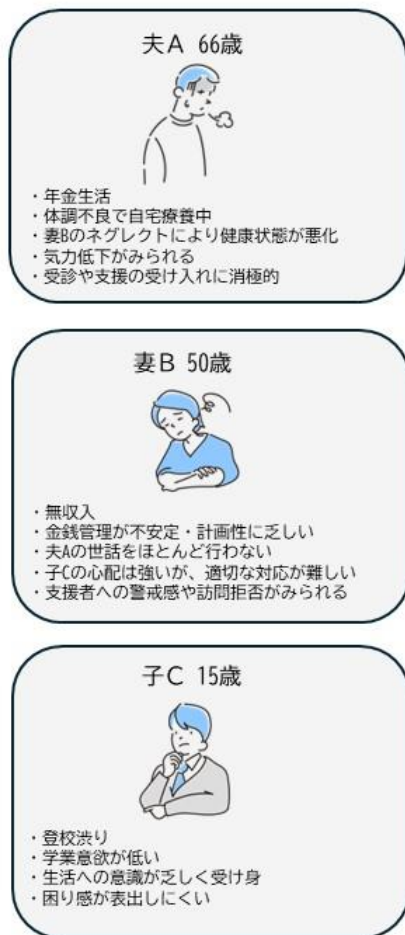 夫A 66歳
・年金生活
・体調不良で自宅療養中
・妻Bのネグレクトにより健康状態が悪化
・気力低下がみられる
・受診や支援の受け入れに消極的
妻B 50歳
・無収入
・金銭管理が不安定・計画性に乏しい
・夫Aの世話をほとんど行わない
・子Cの心配は強いが、適切な対応が難しい
・支援者への警戒感や訪問拒否がみられる
子C 15歳
・登校渋り
・学業意欲が低い
・生活への意識が乏しく受け身
・困り感が表出しにくい